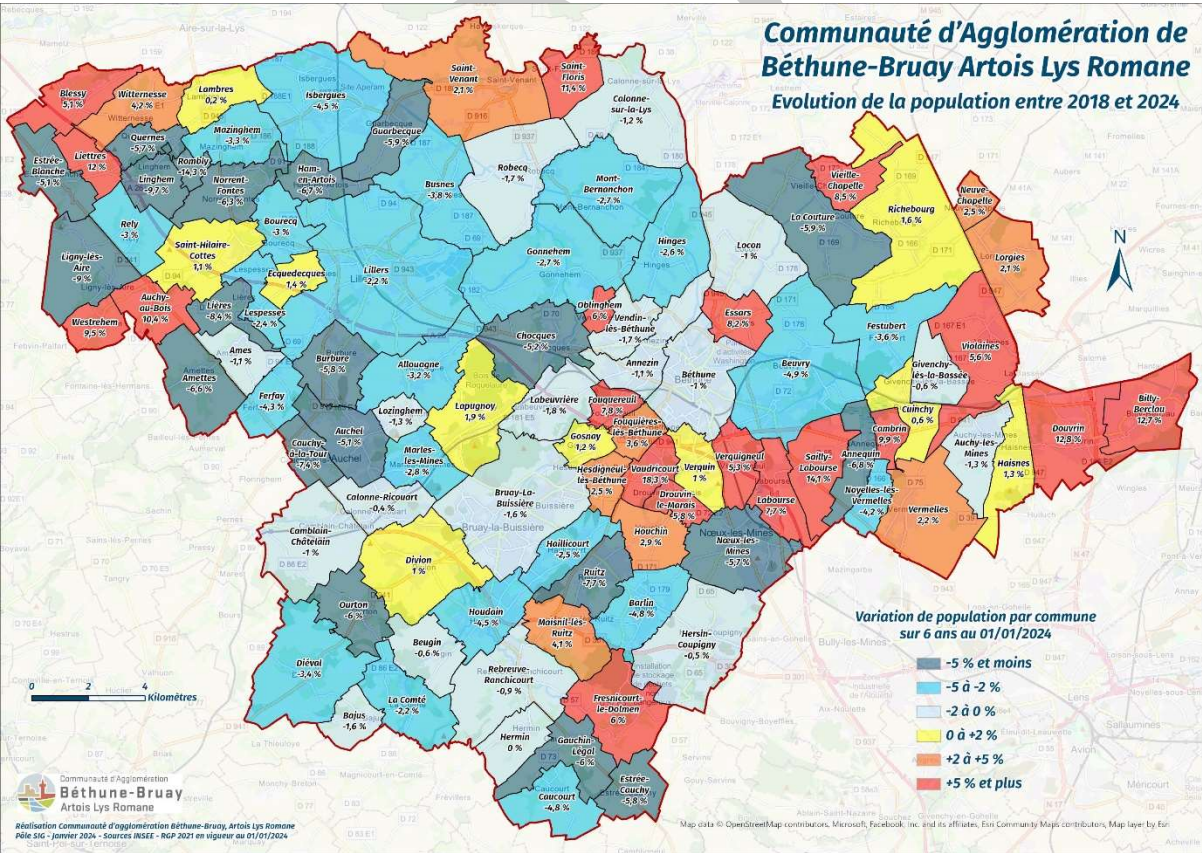 Communauté d'Agglomération de
Béthune-Bruay Artois Lys Romane
Evolution de la population entre 2018 et 2024
Blessy
5,1 %
Witternesse
4,2 %
Lambres
0,2 %
Isbergues
-4,5 %
Saint-
Venant
2,1 %
Saint-
Floris
11,4 %
Calonne-
sur-la-Lys
-1,2 %
Mazinghem
-3,3 %
Guarbecque
-5,9 %
Quernes
-5,7 %
Liettres
12 %
Estrée-
Blanche
-5,1 %
Rombly
-14,3 %
Linghem
-9,7 %
Norrent-
Fontes
-6,3 %
Ham-
en-Artois
-6,7 %
Busnes
-3,8 %
Robecq
-1,7 %
Mont-
Bernanchon
-2,7 %
Vieille-
Chapelle
8,5 %
La Couture
-5,9 %
Richebourg
1,6 %
Neuve-
Chapelle
2,5 %
Lorgies
2,1 %
N
Rely
-3 %
Bourecq
-3 %
Saint-Hilaire-
Cottes
1,1 %
Ligny-lès-
Aire
-9 %
Ecquedecques
1,4 %
Lillers
-2,2 %
Gonnehem
-2,7 %
Hinges
-2,6 %
Locon
-1 %
Westrehem
9,5 %
Auchy-
au-Bois
10,4 %
Lières
-8,4 %
Lespesses
-2,4 %
Oblinghem
6 %
Vendin-
lès-Béthune
-1,7 %
Essars
8,2 %
Festubert
-3,6 %
Violaines
5,6 %
Chocques
-5,2 %
Ames
-1,1 %
Amettes
-6,6 %
Ferfay
-4,3 %
Burbure
-5,8 %
Allouagne
-3,2 %
Annezin
-1,1 %
Béthune
-1 %
Beuvry
-4,9 %
Givenchy-
lès-la-Bassée
-0,6 %
Lapugnoy
1,9 %
Labeuvrière
-1,8 %
Fouquereuil
7,8 %
Fouquières-
lès-Béthune
3,6 %
Lozinghem
-1,3 %
Auchel
-5,1 %
Cauchy-
à-la-Tour
-7,4 %
Marles-
les-Mines
-2,8 %
Gosnay
1,2 %
Hesdigneul-
lès-Béthune
2,5 %
Vaudricourt
18,3 %
Verquin
1 %
Verquigneul
5,3 %
Drouvin-
le-Marais
5,8 %
Labourse
7,7 %
Sailly-
Labourse
14,1 %
Cambrin
9,9 %
Annequin
-6,8 %
Cuinchy
0,6 %
Auchy-les-
Mines
-1,3 %
Haisnes
1,3 %
Douvrin
12,8 %
Billy-
Berclau
12,7 %
Noyelles-lès-
Vermelles
-4,2 %
Vermelles
2,2 %
Calonne-Ricouart
-0,4 %
Bruay-La-
Buissière
-1,6 %
Camblain-
Châtelain
-1 %
Divion
1 %
Haillicourt
-2,5 %
Houchin
2,9 %
Nœux-les-
Mines
-5,7 %
Ruitz
-7,7 %
Barlin
-4,8 %
Ourton
-6 %
Houdain
-4,5 %
Maisnil-lès-
Ruitz
4,1 %
Hersin-
Coupigny
-0,5 %
Beugin
-0,6 %
Diéval
-3,4 %
Rebreuve-
Ranchicourt
-0,9 %
La Comté
-2,2 %
Bajus
-1,6 %
Fresnicourt-
le-Dolmen
6 %
Hermin
0 %
Gauchin-
Légal
-6 %
Estrée-
Cauchy
-5,8 %
Caucourt
-4,8 %
Variation de population par commune
sur 6 ans au 01/01/2024
-5 % et moins
-5 à -2 %
-2 à 0 %
0 à +2 %
+2 à +5 %
+5 % et plus
0 2 4
Kilomètres
Communauté d'Agglomération
Béthune-Bruay
Artois Lys Romane
Réalisation Communauté d'agglomération Béthune-Bruay, Artois Lys Romane
Pôle SIG - Janvier 2024 - Sources INSEE - RGP 2021 en vigueur au 01/01/2024
Map data © OpenStreetMap contributors, Microsoft, Facebook, Inc. and its affiliates, Esri Community Maps contributors, Map layer by Esri